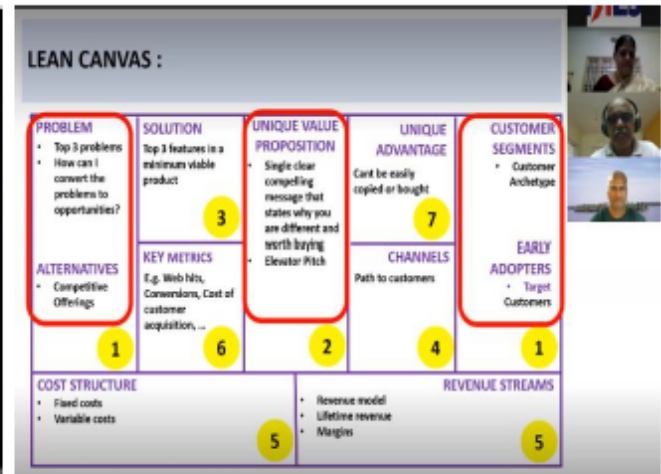 LEAN CANVAS :
PROBLEM
• Top 3 problems
• How can I
convert the
problems to
opportunities?
ALTERNATIVES
• Competitive
Offerings
1
SOLUTION
Top 3 features in a
minimum viable
product
3
KEY METRICS
E.g. Web hits,
Conversions, Cost of
customer
acquisition, ...
6
UNIQUE VALUE
PROPOSITION
• Single clear
compelling
message that
states why you
are different and
worth buying
• Elevator Pitch
2
UNIQUE
ADVANTAGE
Cant be easily
copied or bought
7
CHANNELS
Path to customers
4
CUSTOMER
SEGMENTS
• Customer
Archetype
EARLY
ADOPTERS
• Target
Customers
1
COST STRUCTURE
• Fixed costs
• Variable costs
5
REVENUE STREAMS
• Revenue model
• Lifetime revenue
• Margins
5